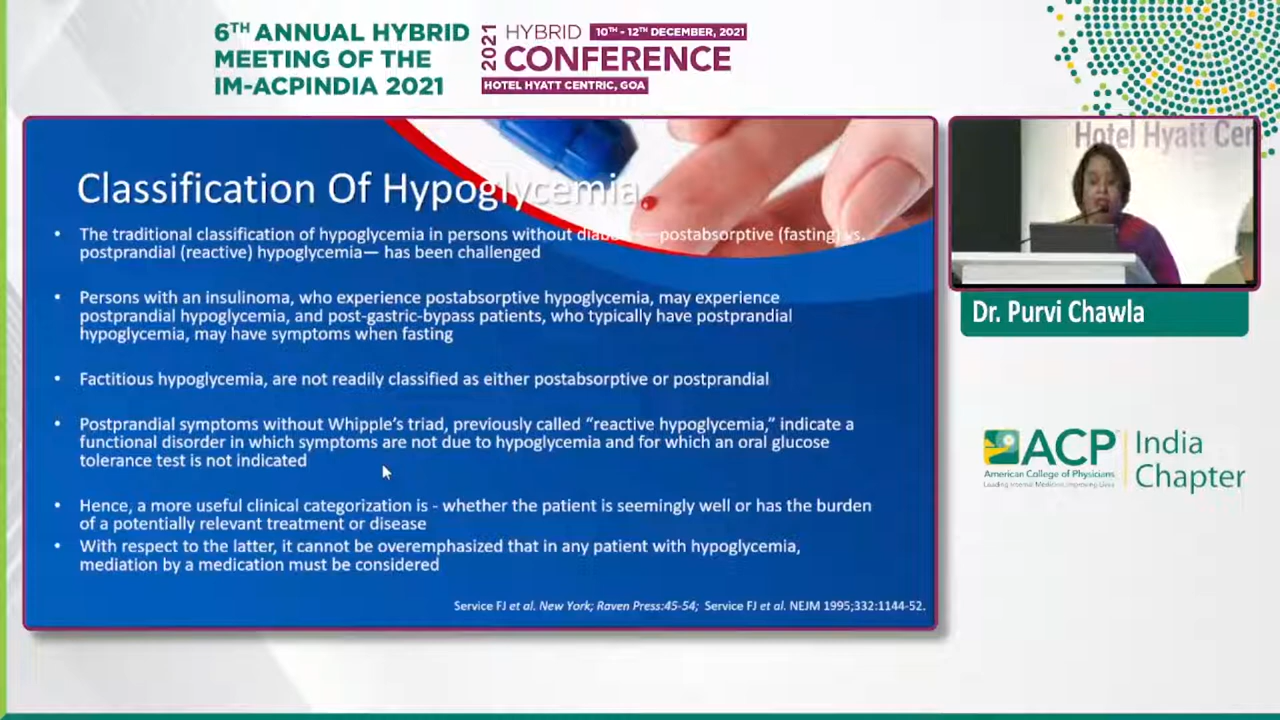 6TH ANNUAL HYBRID
MEETING OF THE
IM-ACPINDIA 2021
2021
HYBRID 10TH - 12TH DECEMBER, 2021
CONFERENCE
HOTEL HYATT CENTRIC, GOA
Classification Of Hypoglycemia.
• The traditional classification of hypoglycemia in persons without diabetes—postabsorptive (fasting) vs.
postprandial (reactive) hypoglycemia— has been challenged
• Persons with an insulinoma, who experience postabsorptive hypoglycemia, may experience
postprandial hypoglycemia, and post-gastric-bypass patients, who typically have postprandial
hypoglycemia, may have symptoms when fasting
• Factitious hypoglycemia, are not readily classified as either postabsorptive or postprandial
• Postprandial symptoms without Whipple's triad, previously called “reactive hypoglycemia,” indicate a
functional disorder in which symptoms are not due to hypoglycemia and for which an oral glucose
tolerance test is not indicated
• Hence, a more useful clinical categorization is - whether the patient is seemingly well or has the burden
of a potentially relevant treatment or disease
• With respect to the latter, it cannot be overemphasized that in any patient with hypoglycemia,
mediation by a medication must be considered
Service FJ et al. New York; Raven Press:45-54; Service FJ et al. NEJM 1995;332:1144-52.
Hotel Hyatt Cen
Dr. Purvi Chawla
ACP
American College of Physicians
Leading Internal Medicine, Improving Lives
India
Chapter